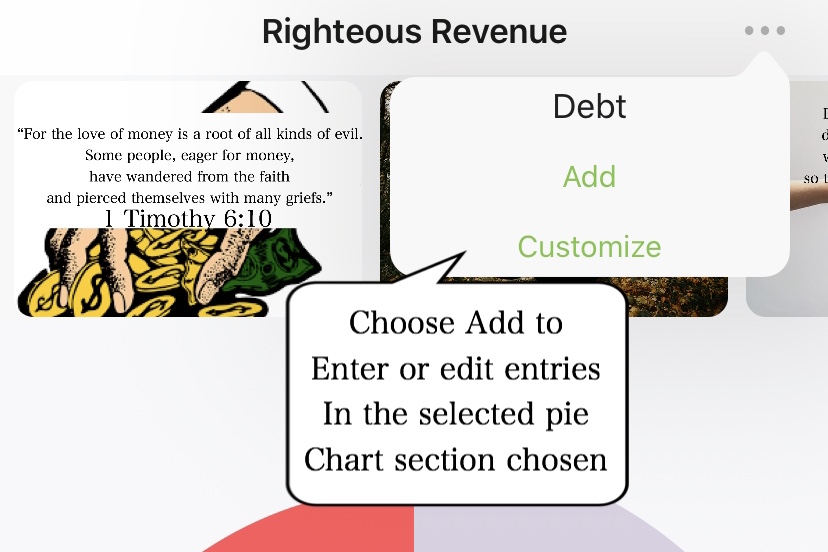 Righteous Revenue
“For the love of money is a root of all kinds of evil.
Some people, eager for money,
have wandered from the faith
and pierced themselves with many griefs.”
1 Timothy 6:10
Debt
Add
Customize
Choose Add to
Enter or edit entries
In the selected pie
Chart section chosen